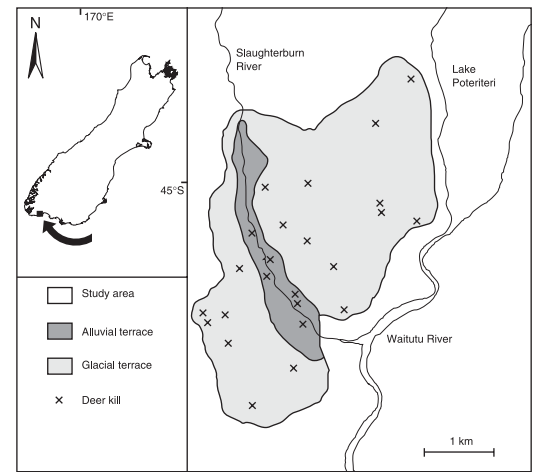 N
170°E
45°S
Slaughterburn
River
Lake
Poteriteri
Waitutu River
Study area
Alluvial terrace
Glacial terrace
Deer kill
1 km